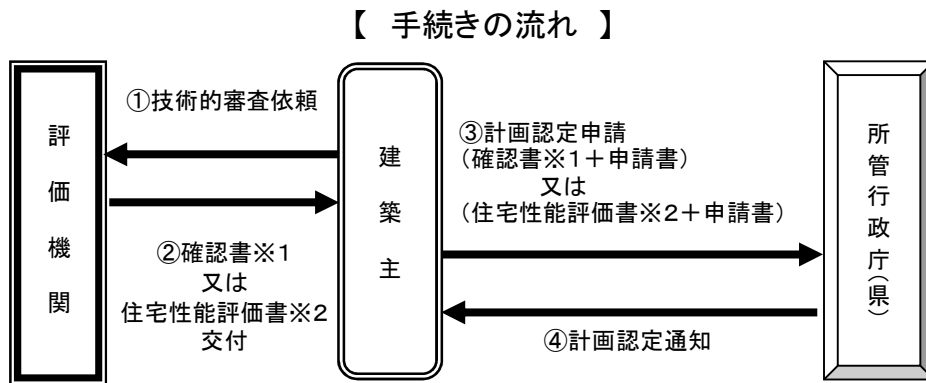 【 手続きの流れ 】
評価機関
①技術的審査依頼
②確認書※1
又は
住宅性能評価書※2
交付
建築主
③計画認定申請
(確認書※1+申請書)
又は
(住宅性能評価書※2+申請書)
④計画認定通知
所管行政庁(県)